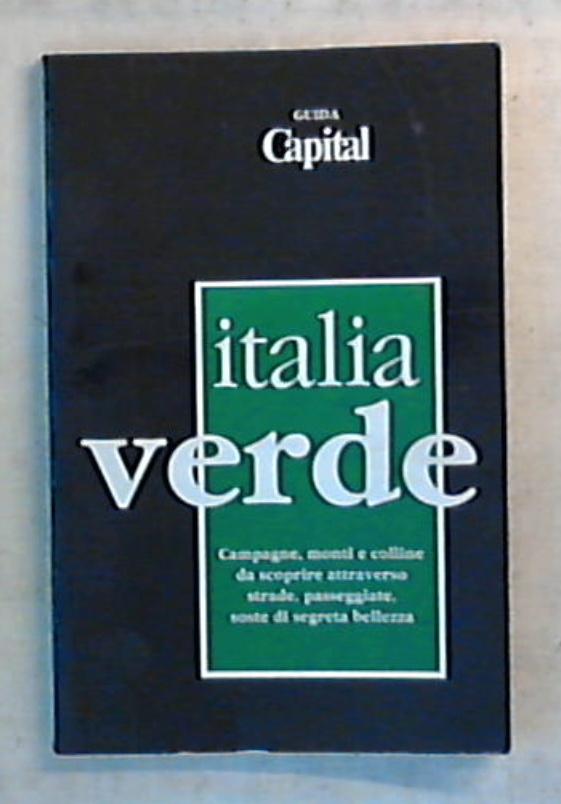 GUIDA
Capital
italia
verde
Campagne, monti e colline
da scoprire attraverso
strade, passeggiate,
soste di segreta bellezza